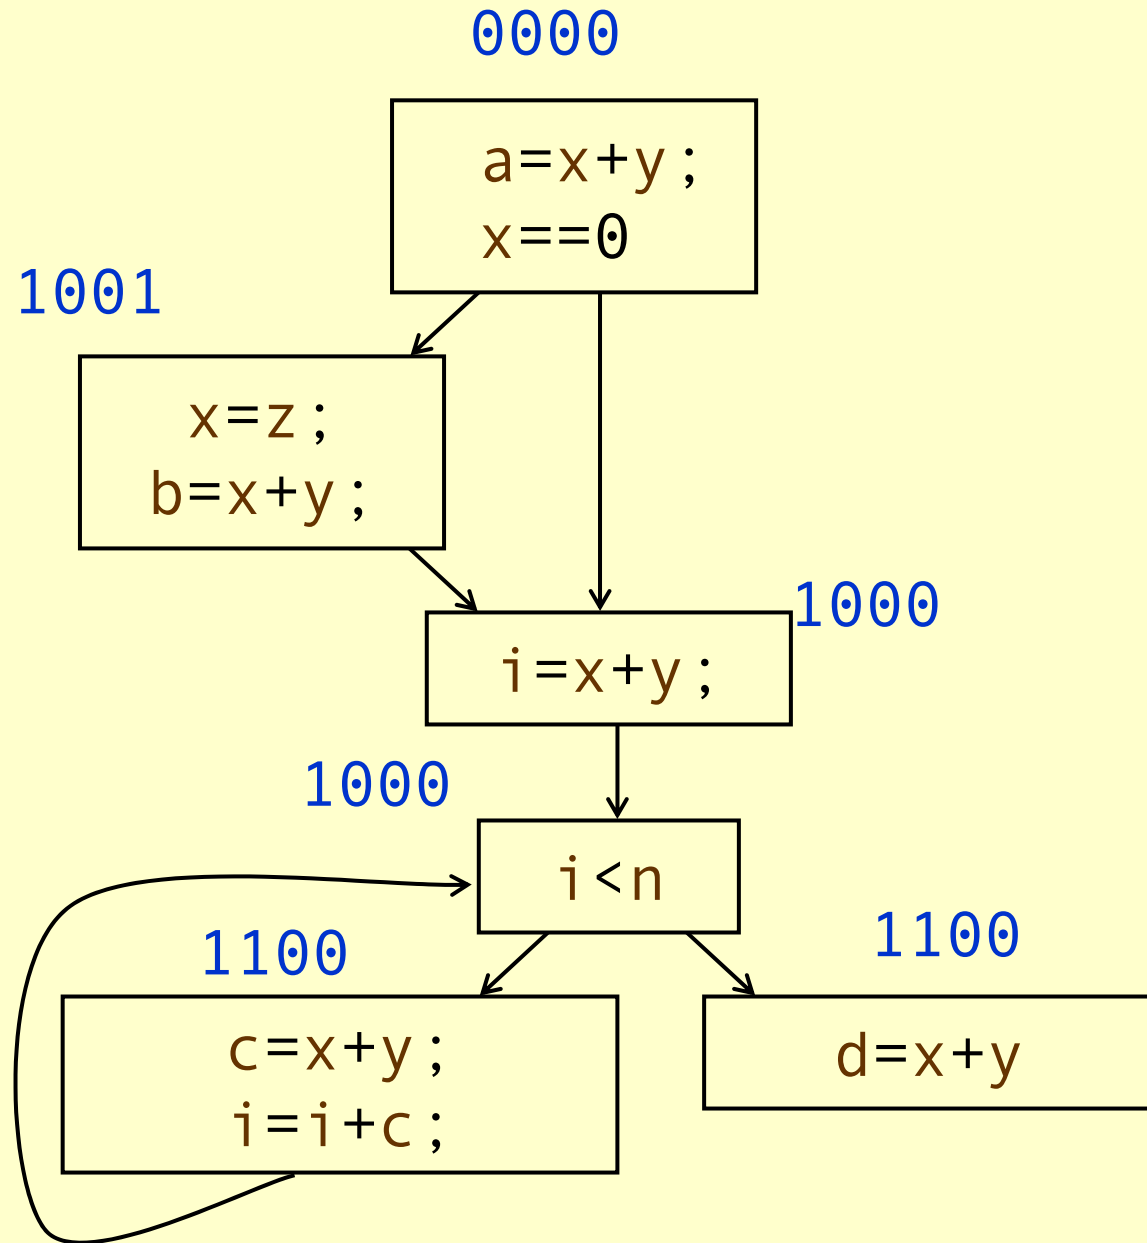 0000
a=x+y;
x==0
1001
x=z;
b=x+y;
1000
i=x+y;
1000
i<n
1100
c=x+y;
i=i+c;
1100
d=x+y